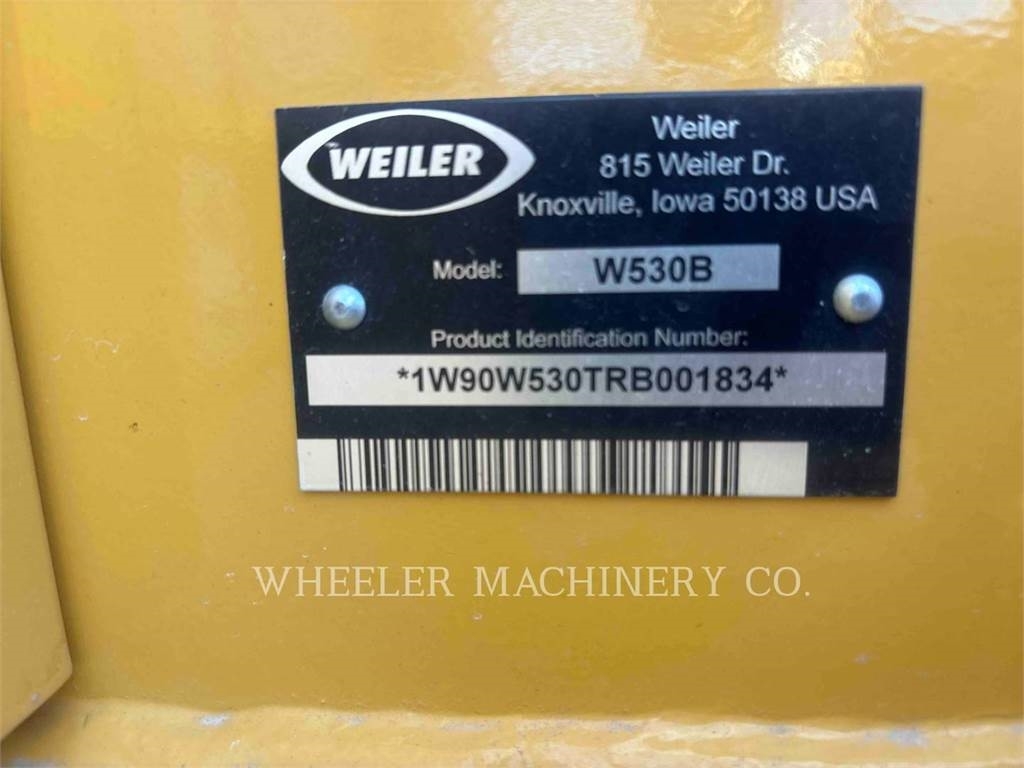 WEILER
Weiler
815 Weiler Dr.
Knoxville, Iowa 50138 USA
Model: W530B
Product Identification Number:
*1W90W530TRB001834*
WHEELER MACHINERY CO.